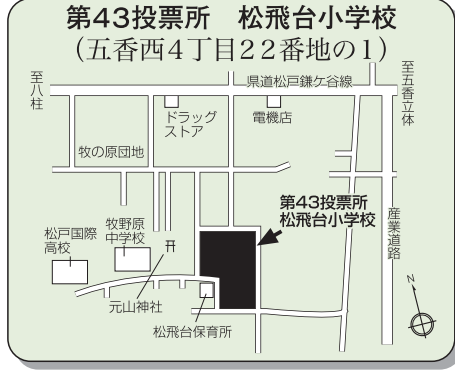 第43投票所 松飛台小学校
(五香西4丁目22番地の1)
至八柱
県道松戸鎌ケ谷線
至五香立体
ドラッグ
ストア
電機店
牧の原団地
第43投票所
松飛台小学校
産業道路
松戸国際
高校
牧野原
中学校
元山神社
松飛台保育所
N